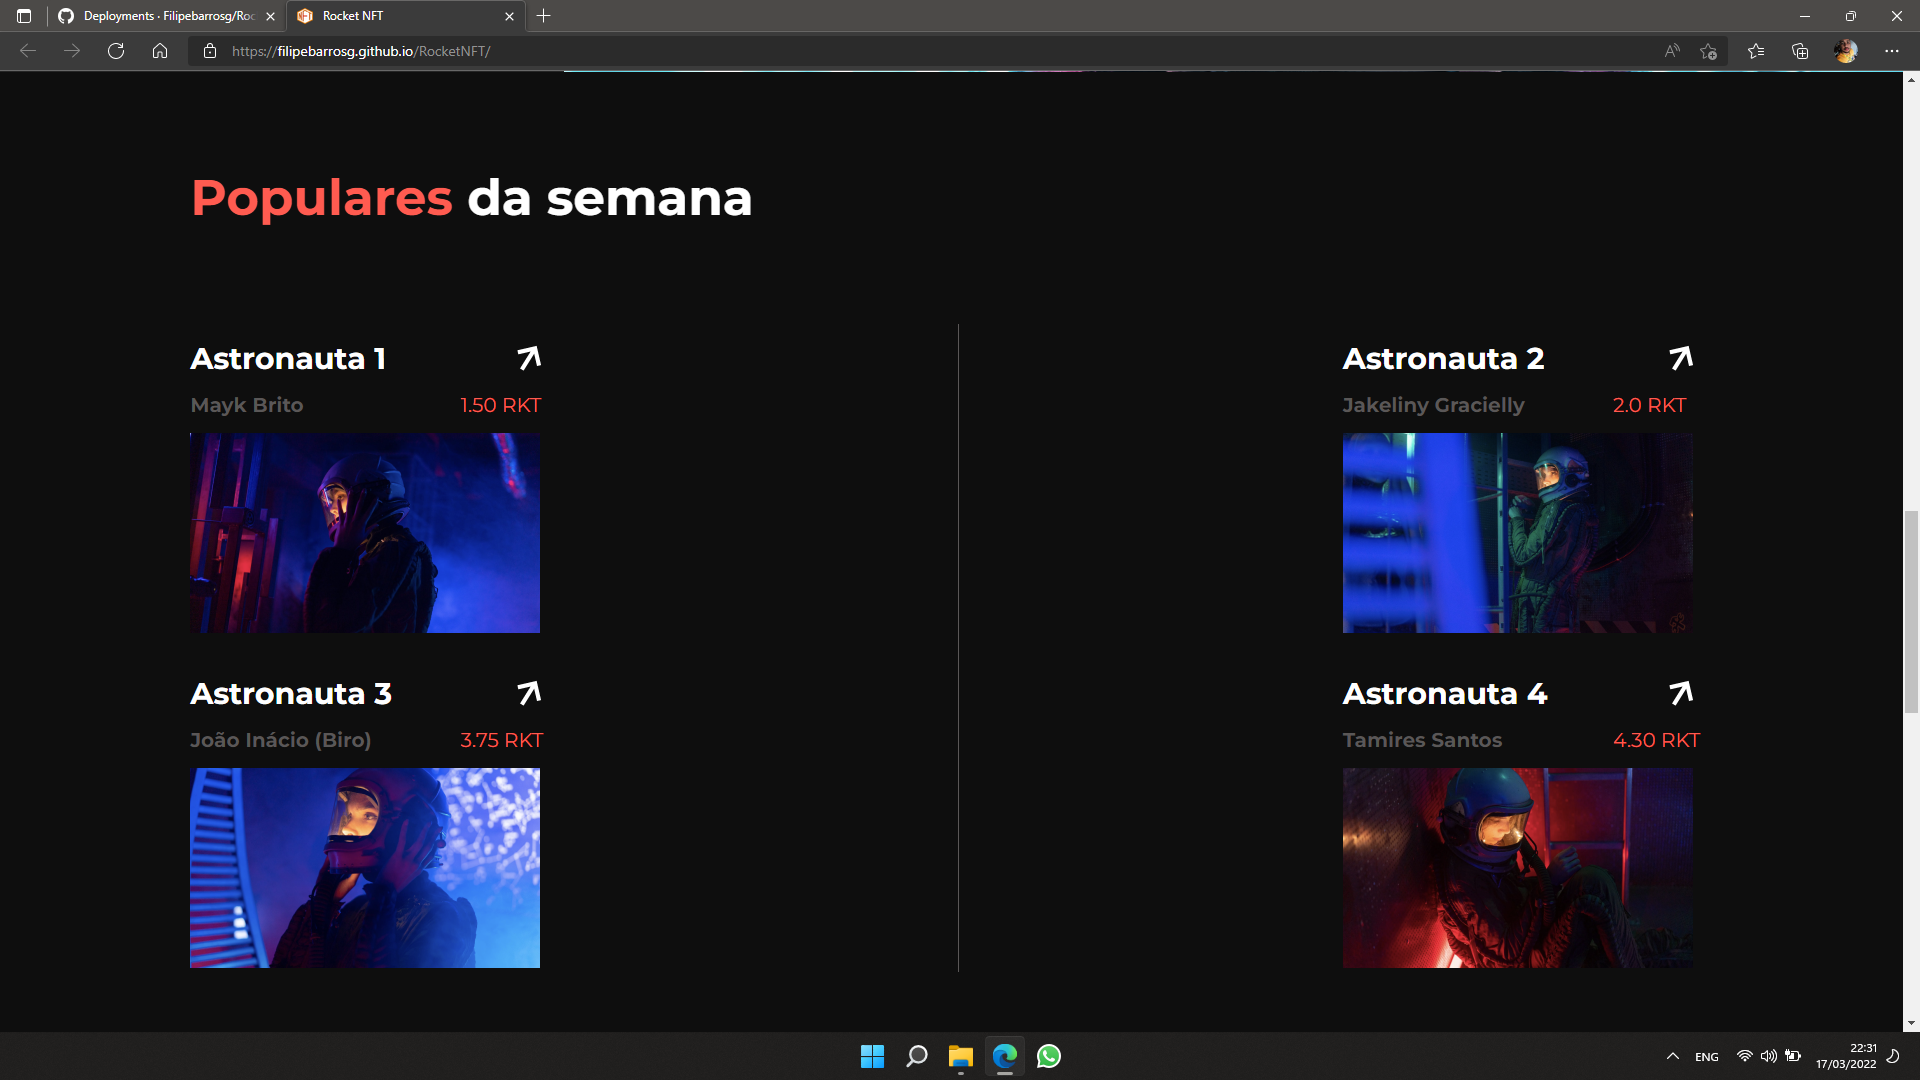 Deployments · Filipebarrosg/Roc
Rocket NFT
https://filipebarrosg.github.io/RocketNFT/
Populares da semana
Astronauta 1
Mayk Brito
1.50 RKT
Astronauta 2
Jakeliny Gracielly
2.0 RKT
Astronauta 3
João Inácio (Biro)
3.75 RKT
Astronauta 4
Tamires Santos
4.30 RKT
ENG
22:31
17/03/2022